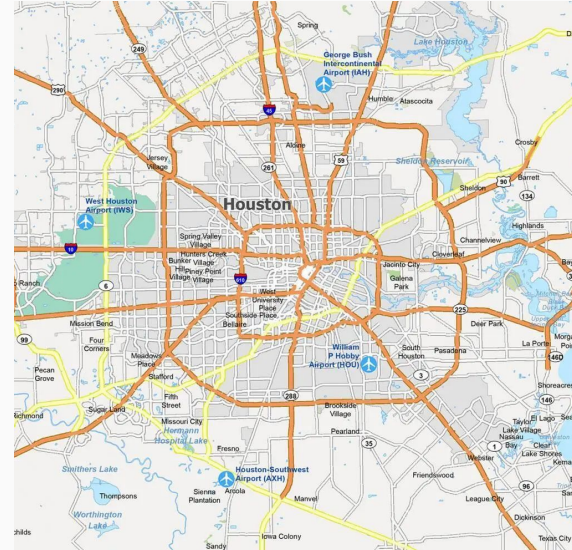 Spring
249
George Bush
Intercontinental
Airport (IAH)
Lake Houston
290
Humble
Atascocita
45
Crosby
Aldine
Jersey
Village
261
59
Sheldon Reservoir
Barrett
90
Sheldon
134
West Houston
Airport (IWS)
Houston
Highlands
Spring Valley
Village
Channelview
10
Hunters Creek
Village
Cloverleaf
Bunker
Hill
Village
Piney Point
Village
Jacinto City
610
Galena
Park
6
West
University
Place
Southside Place
Bellaire
225
Mission Bend
Deer Park
99
Four
Corners
William
P Hobby
Airport (HOU)
South
Houston
Pasadena
La Porte
Meadows
Place
146D
Pecan
Grove
Stafford
3
Shoreacres
Fifth
Street
288
146
Sugar Land
Brookside
Village
Missouri City
Taylor
Lake Village
El Lago
Pearland
Hermann
Hospital Lake
35
Nassau
Bay
1
Clear
Lake Shores
Fresno
Webster
Smithers Lake
Houston-Southwest
Airport (AXH)
Friendswood
Thompsons
Sienna
Plantation
Arcola
96
Manvel
League City
Worthington
Lake
Dickinson
Iowa Colony
Sandy
Texas City